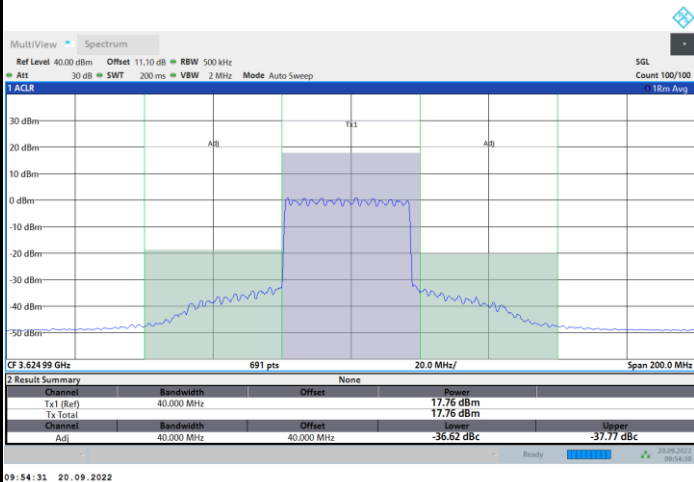 MultiView Spectrum
Ref Level 40.00 dBm Offset 11.10 dB RBW 500 kHz SGL
Att 30 dB SWT 200 ms VBW 2 MHz Mode Auto Sweep Count 100/100
1 ACLR 1Rm Avg
30 dBm
Tx1
20 dBm Adj Adj
10 dBm
0 dBm
-10 dBm
-20 dBm
-30 dBm
-40 dBm
-50 dBm
CF 3.624 99 GHz 691 pts 20.0 MHz/ Span 200.0 MHz
2 Result Summary None
Channel Bandwidth Offset Power
Tx1 (Ref) 40.000 MHz 17.76 dBm
Tx Total 17.76 dBm
Channel Bandwidth Offset Lower Upper
Adj 40.000 MHz 40.000 MHz -36.62 dBc -37.77 dBc
Ready 20.09.2022
09:54:30
09:54:31 20.09.2022